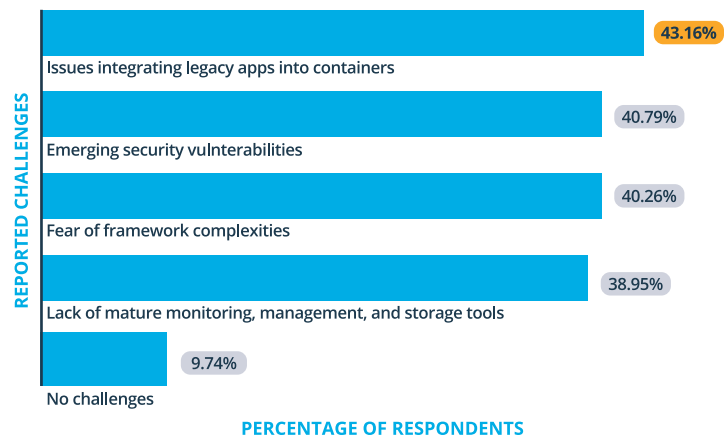 43.16%
Issues integrating legacy apps into containers
40.79%
Emerging security vulnterabilities
40.26%
Fear of framework complexities
38.95%
Lack of mature monitoring, management, and storage tools
9.74%
No challenges
REPORTED CHALLENGES
PERCENTAGE OF RESPONDENTS